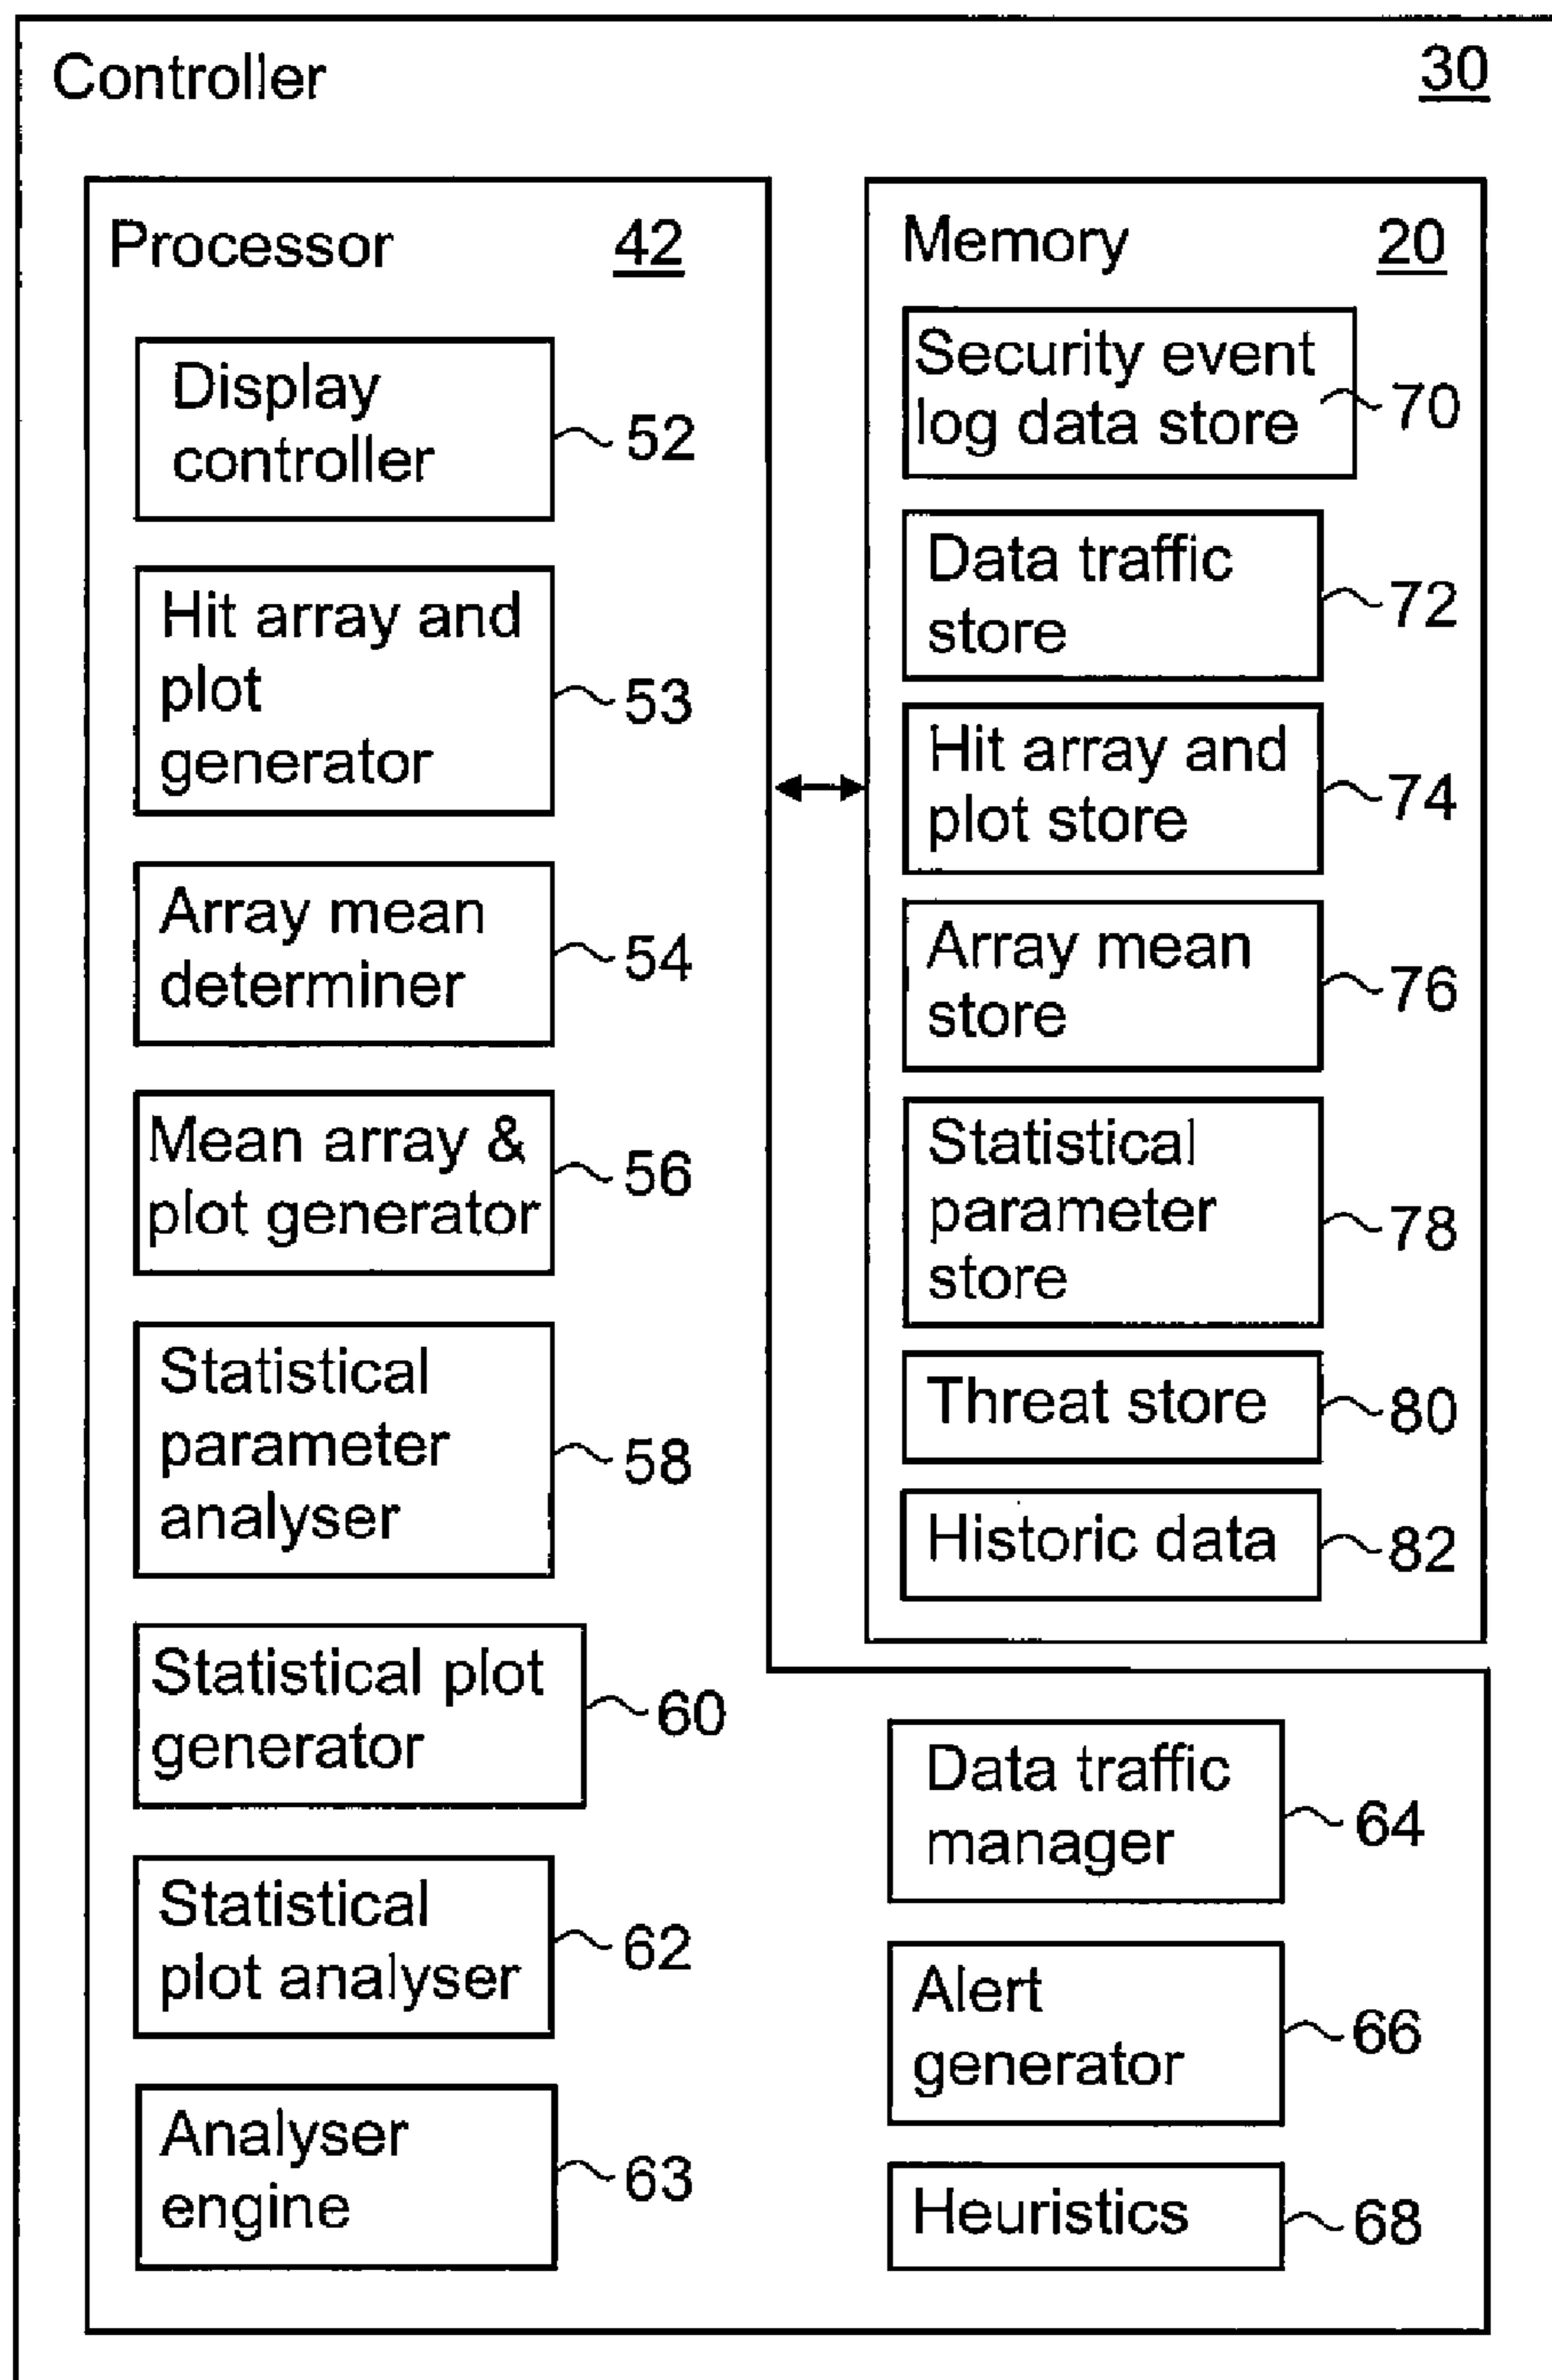 Controller 30
Processor 42
Display
controller
52
Hit array and
plot
generator
53
Array mean
determiner
54
Mean array &
plot generator
56
Statistical
parameter
analyser
58
Statistical plot
generator
60
Statistical
plot analyser
62
Analyser
engine
63
Memory 20
Security event
log data store
70
Data traffic
store
72
Hit array and
plot store
74
Array mean
store
76
Statistical
parameter
store
78
Threat store
80
Historic data
82
Data traffic
manager
64
Alert
generator
66
Heuristics
68